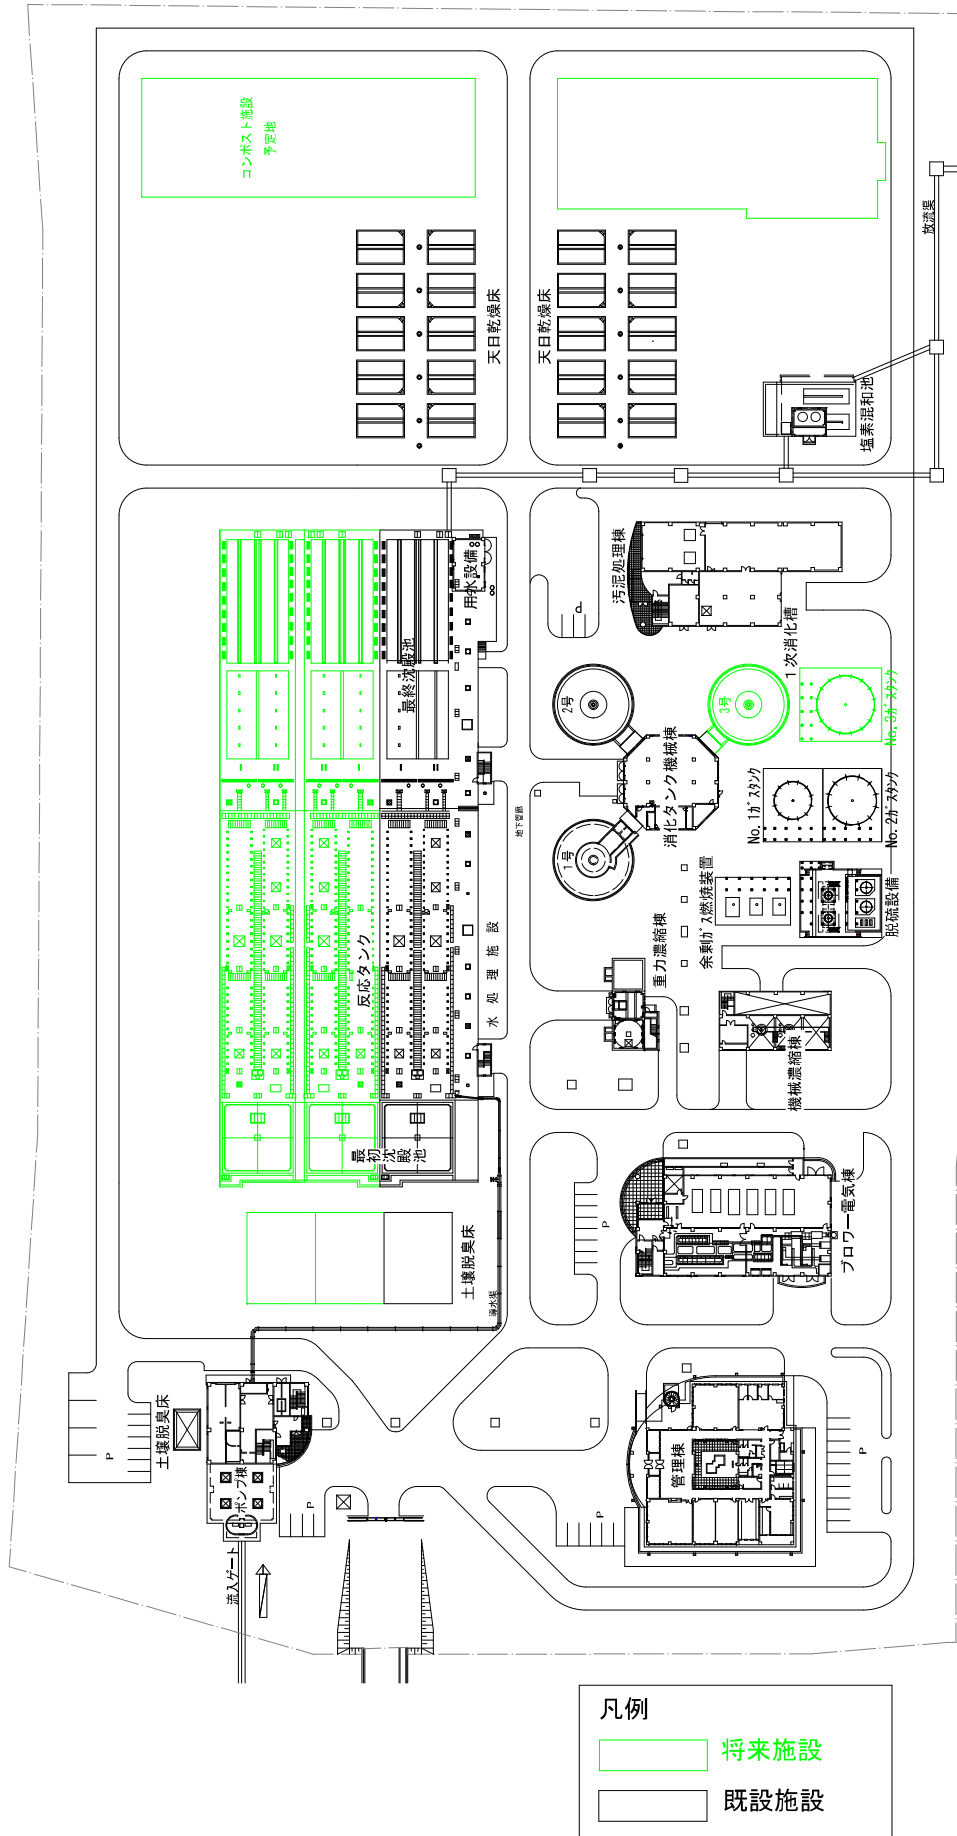 コンポスト施設
予定地
放流渠
天日乾燥床
天日乾燥床
塩素混和池
用水設備
汚泥処理棟
P
最終沈殿池
1次消化槽
2号
3号
No.3ガスタンク
消化タンク機械棟
地下管廊
No.1ガスタンク
No.2ガスタンク
1号
反応タンク
水処理施設
重力濃縮棟
余剰ガス燃焼装置
脱硫設備
機械濃縮棟
最初沈殿池
ブロワー電気棟
P
土壌脱臭床
導水渠
土壌脱臭床
P
ポンプ棟
P
管理棟
P
P
流入ゲート
凡例
将来施設
既設施設